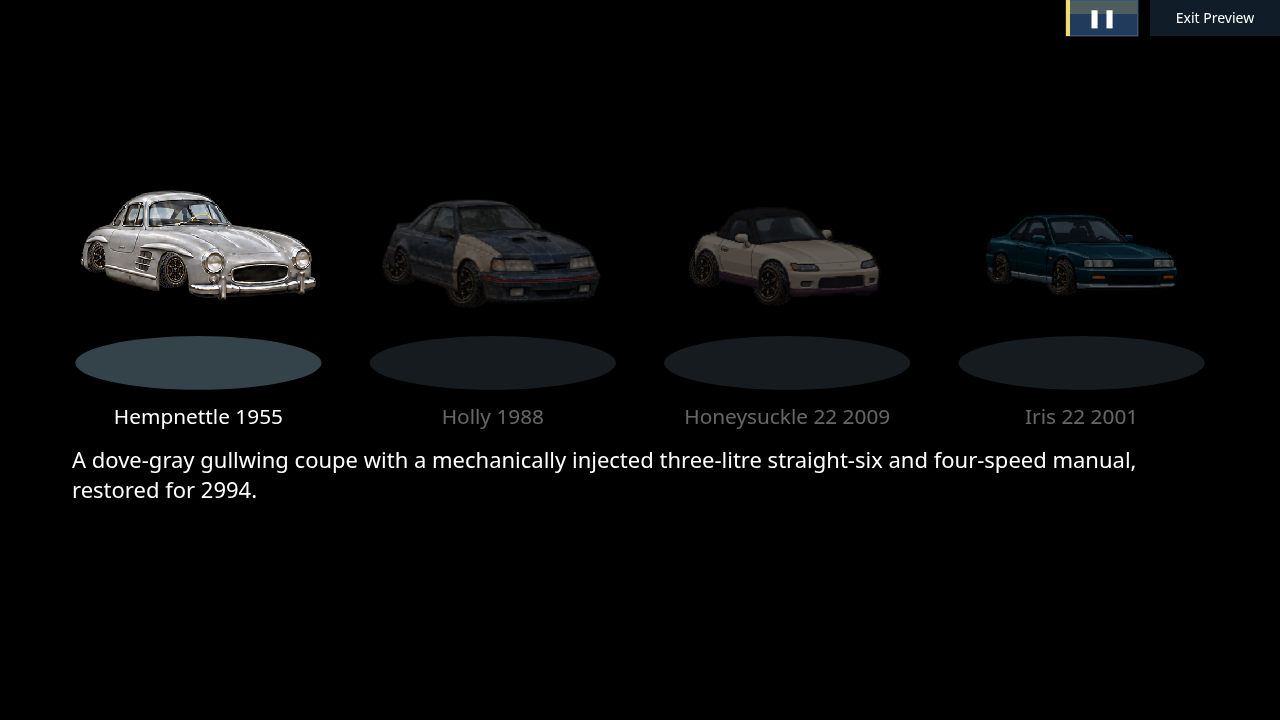 Exit Preview
Hempnettle 1955
Holly 1988
Honeysuckle 22 2009
Iris 22 2001
A dove-gray gullwing coupe with a mechanically injected three-litre straight-six and four-speed manual,
restored for 2994.